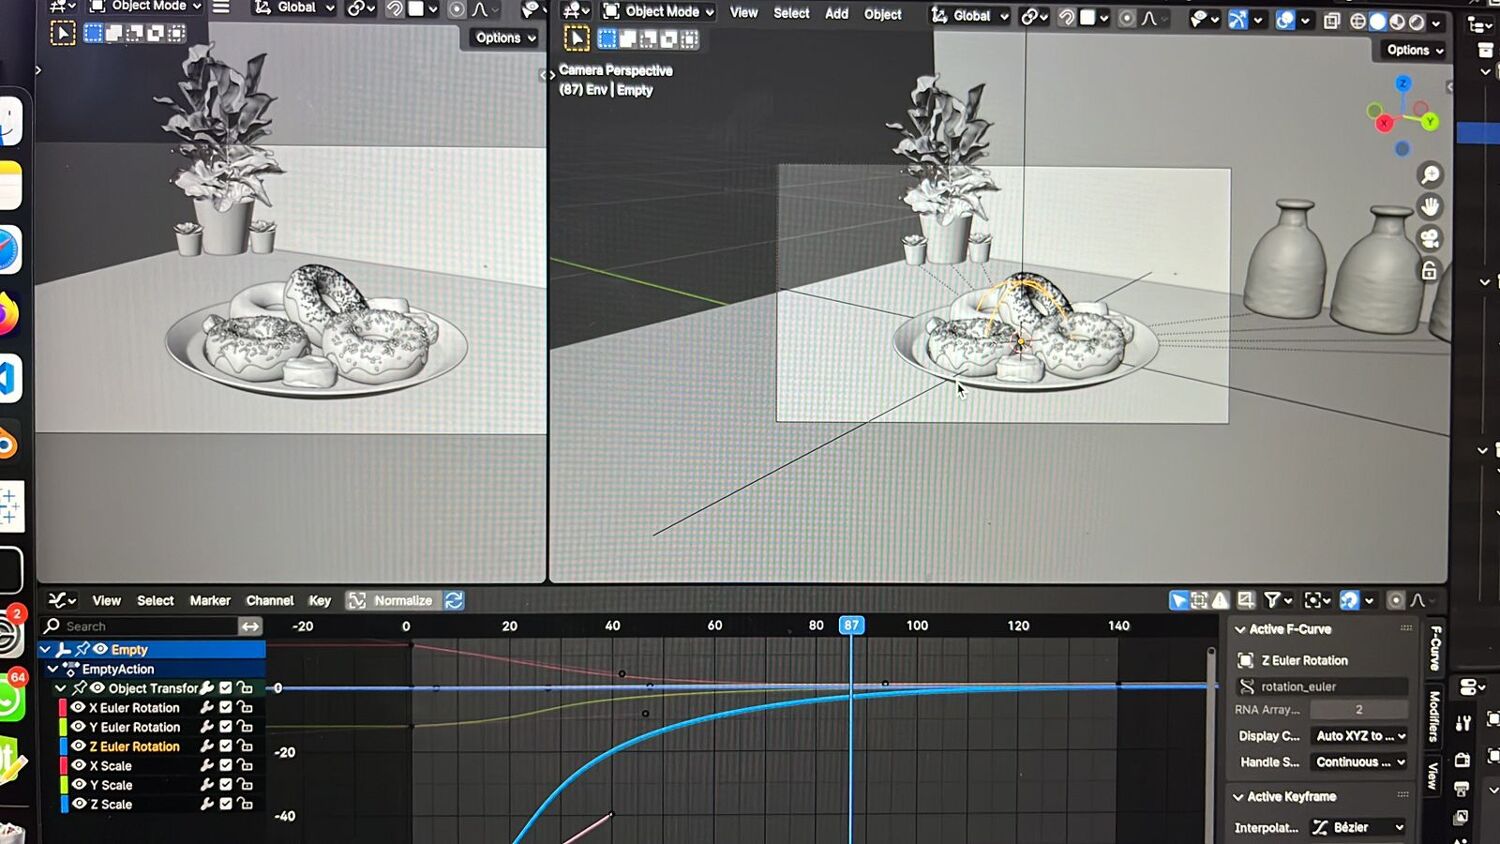 Object Mode
Global
Options
Object Mode
View
Select
Add
Object
Global
Options
Camera Perspective
(87) Env | Empty
Z
X
Y
View
Select
Marker
Channel
Key
Normalize
Search
-20
0
20
40
60
80
87
100
120
140
Empty
EmptyAction
Object Transfor
X Euler Rotation
Y Euler Rotation
Z Euler Rotation
X Scale
Y Scale
Z Scale
0
-20
-40
Active F-Curve
Z Euler Rotation
rotation_euler
RNA Array... 2
Display C... Auto XYZ to ...
Handle S... Continuous ...
Active Keyframe
Interpolat... Bézier
F-Curve
Modifiers
View
2
64